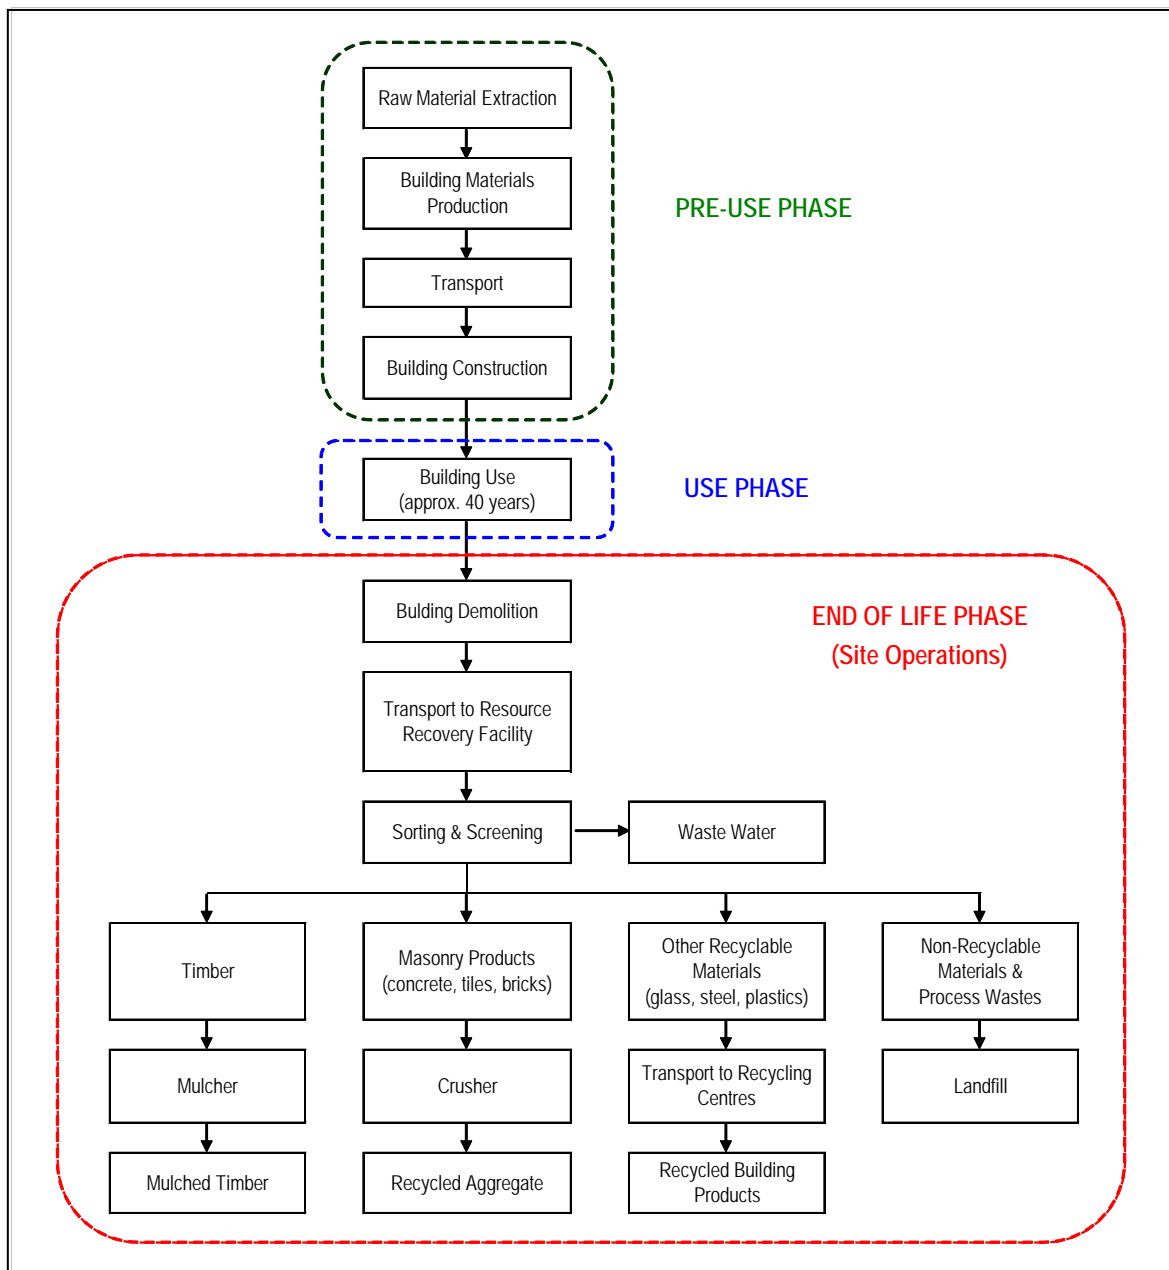 Raw Material Extraction
Building Materials
Production
PRE-USE PHASE
Transport
Building Construction
Building Use
(approx. 40 years)
USE PHASE
Bulding Demolition
END OF LIFE PHASE
(Site Operations)
Transport to Resource
Recovery Facility
Sorting & Screening
Waste Water
Timber
Masonry Products
(concrete, tiles, bricks)
Other Recyclable
Materials
(glass, steel, plastics)
Non-Recyclable
Materials &
Process Wastes
Mulcher
Crusher
Transport to Recycling
Centres
Landfill
Mulched Timber
Recycled Aggregate
Recycled Building
Products